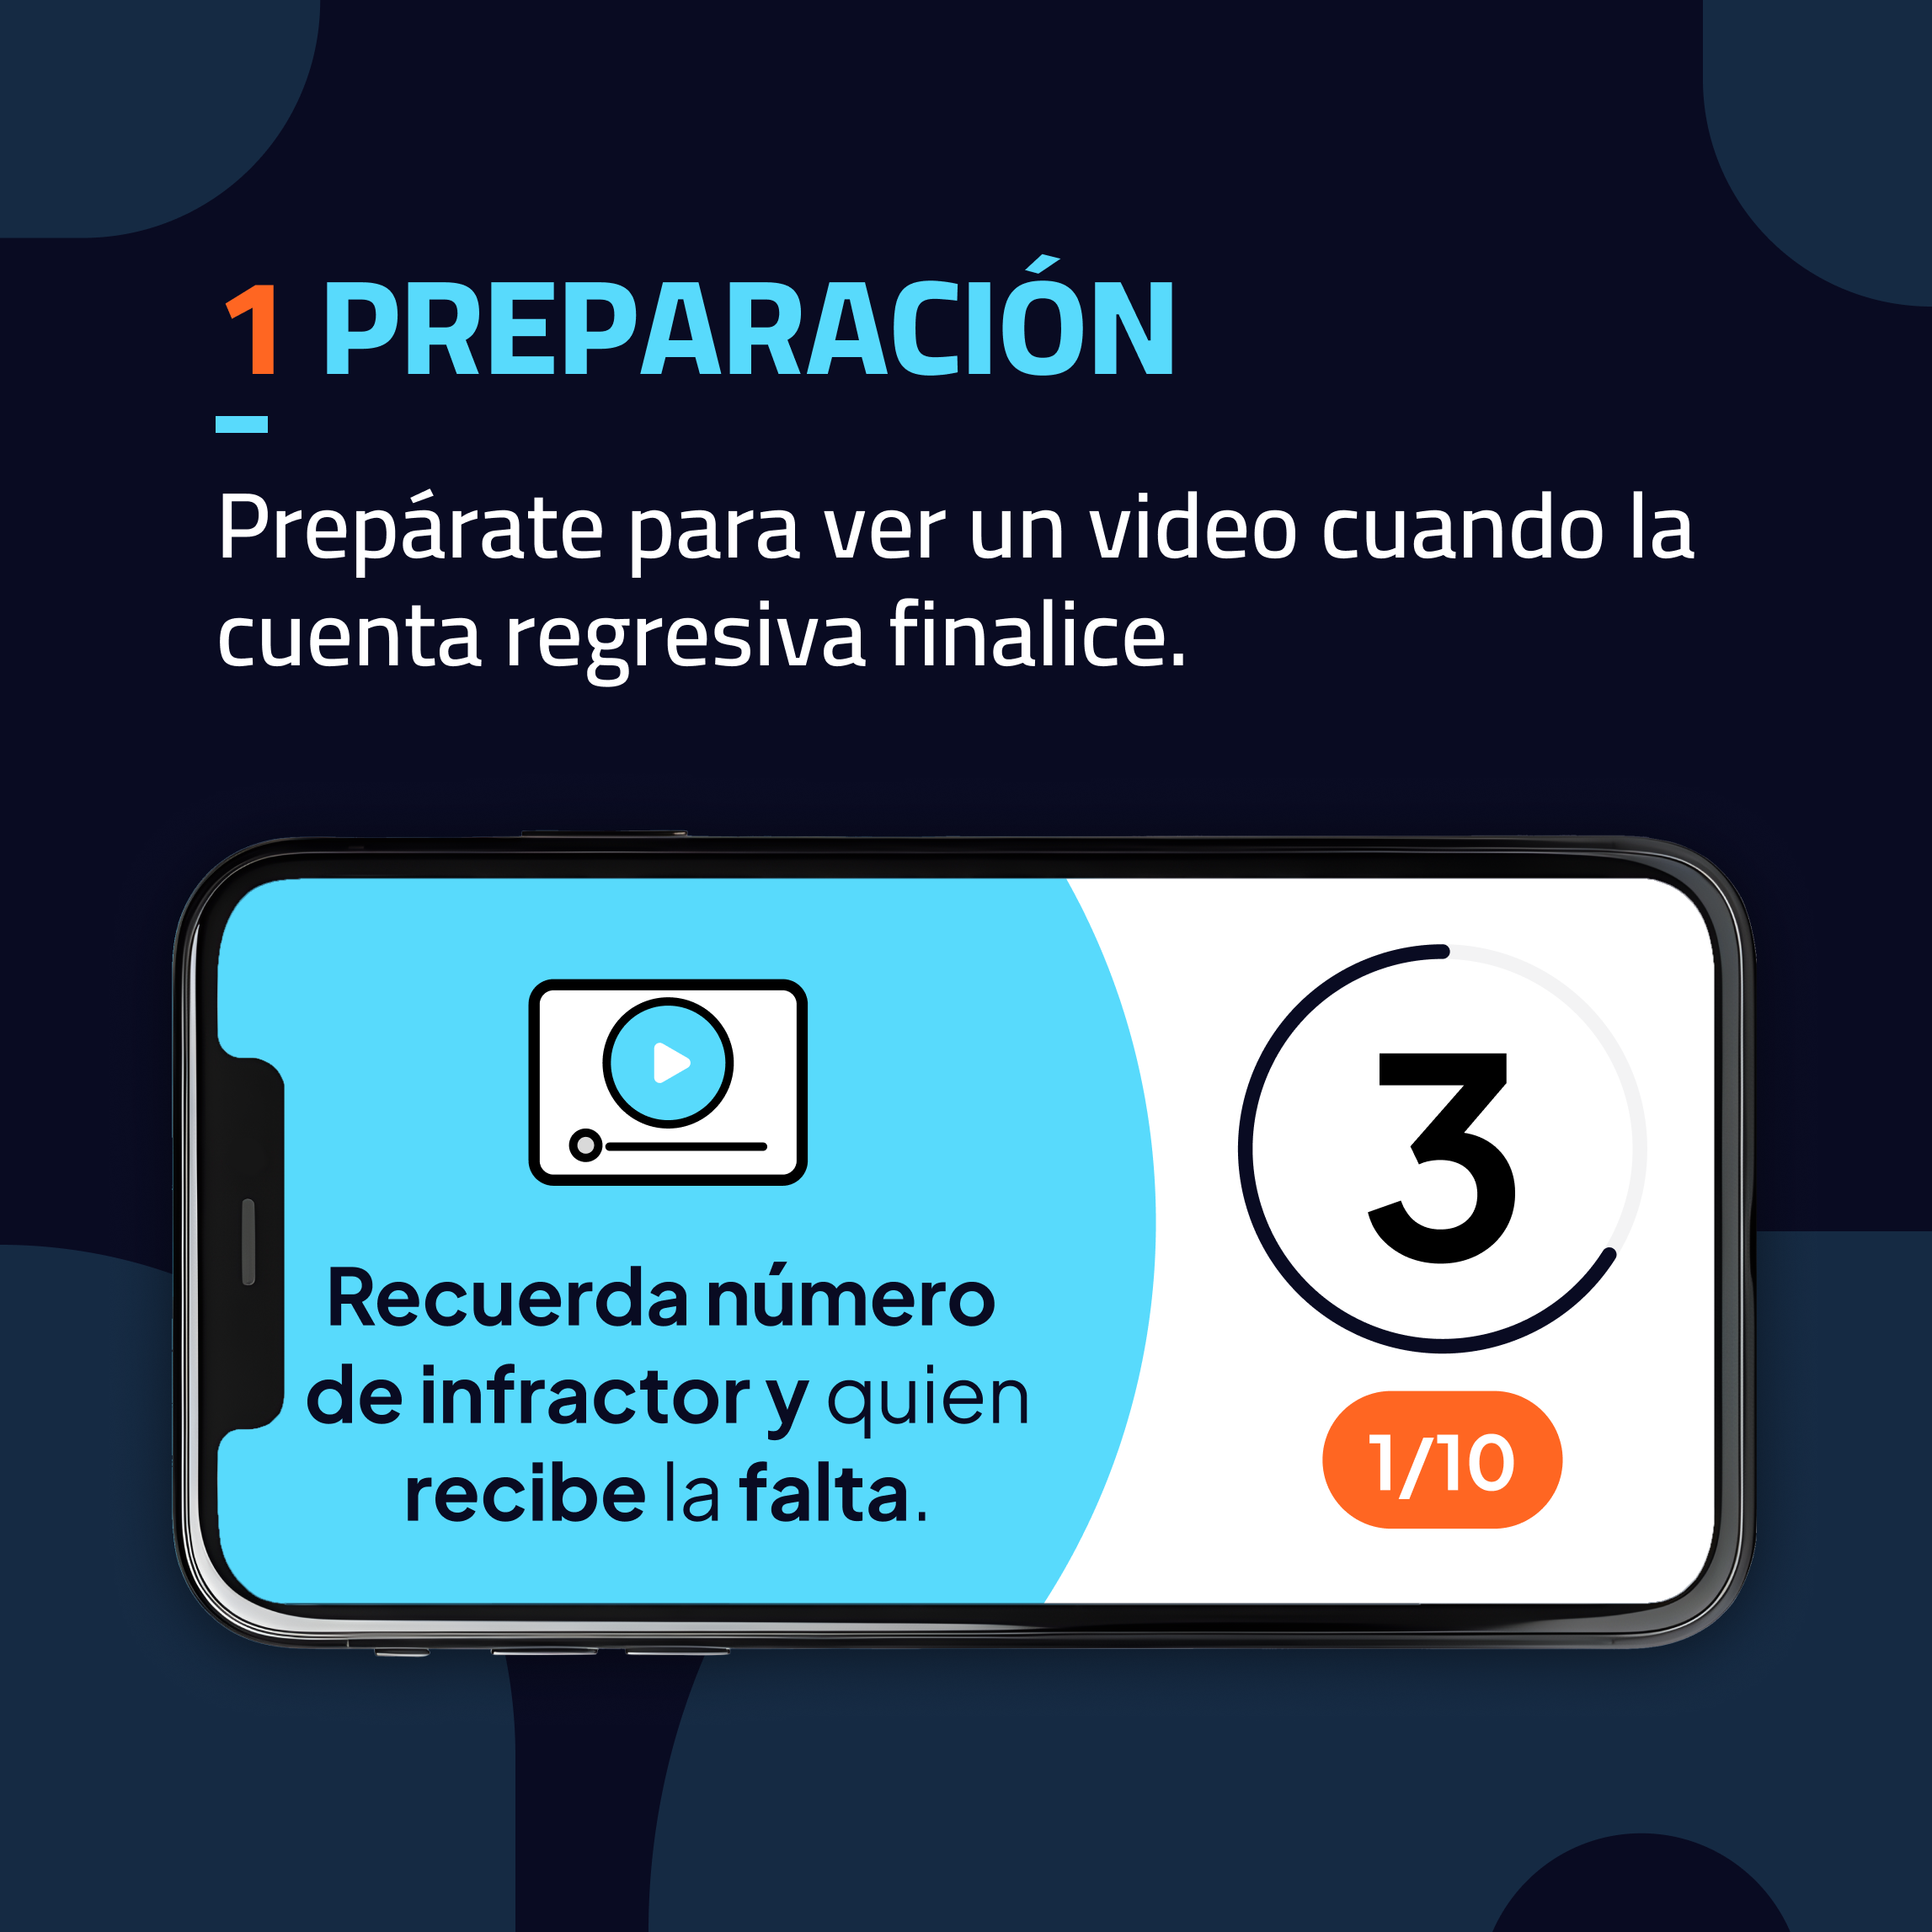 1 PREPARACIÓN
Prepárate para ver un video cuando la
cuenta regresiva finalice.
Recuerda número
de infractor y quien
recibe la falta.
3
1/10